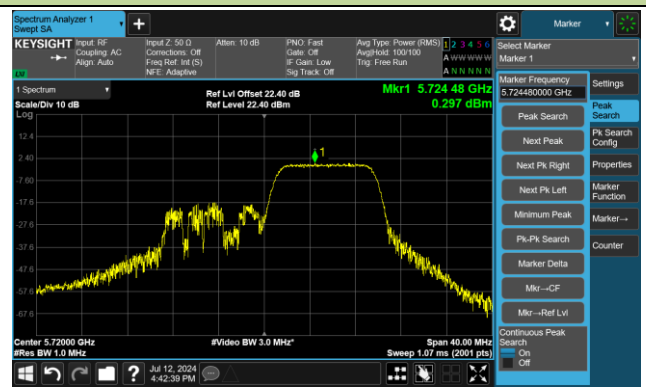 Spectrum Analyzer 1
Swept SA
Marker
KEYSIGHT
Input: RF
Coupling: AC
Align: Auto
Input Z: 50 Ω
Corrections: Off
Freq Ref: Int (S)
NFE: Adaptive
Atten: 10 dB
PNO: Fast
Gate: Off
IF Gain: Low
Sig Track: Off
Avg Type: Power (RMS)
Avg|Hold: 100/100
Trig: Free Run
1 2 3 4 5 6
A W W W W W
A N N N N N
LXI
Select Marker
Marker 1
1 Spectrum
Scale/Div 10 dB
Log
Ref Lvl Offset 22.40 dB
Ref Level 22.40 dBm
Mkr1 5.724 48 GHz
0.297 dBm
12.4
2.40
-7.60
-17.6
-27.6
-37.6
-47.6
-57.6
-67.6
1
Center 5.72000 GHz
#Res BW 1.0 MHz
#Video BW 3.0 MHz*
Span 40.00 MHz
Sweep 1.07 ms (2001 pts)
Marker Frequency
5.724480000 GHz
Peak Search
Next Peak
Next Pk Right
Next Pk Left
Minimum Peak
Pk-Pk Search
Marker Delta
Mkr→CF
Mkr→Ref Lvl
Continuous Peak
Search
On
Off
Settings
Peak
Search
Pk Search
Config
Properties
Marker
Function
Marker→
Counter
?
Jul 12, 2024
4:42:39 PM